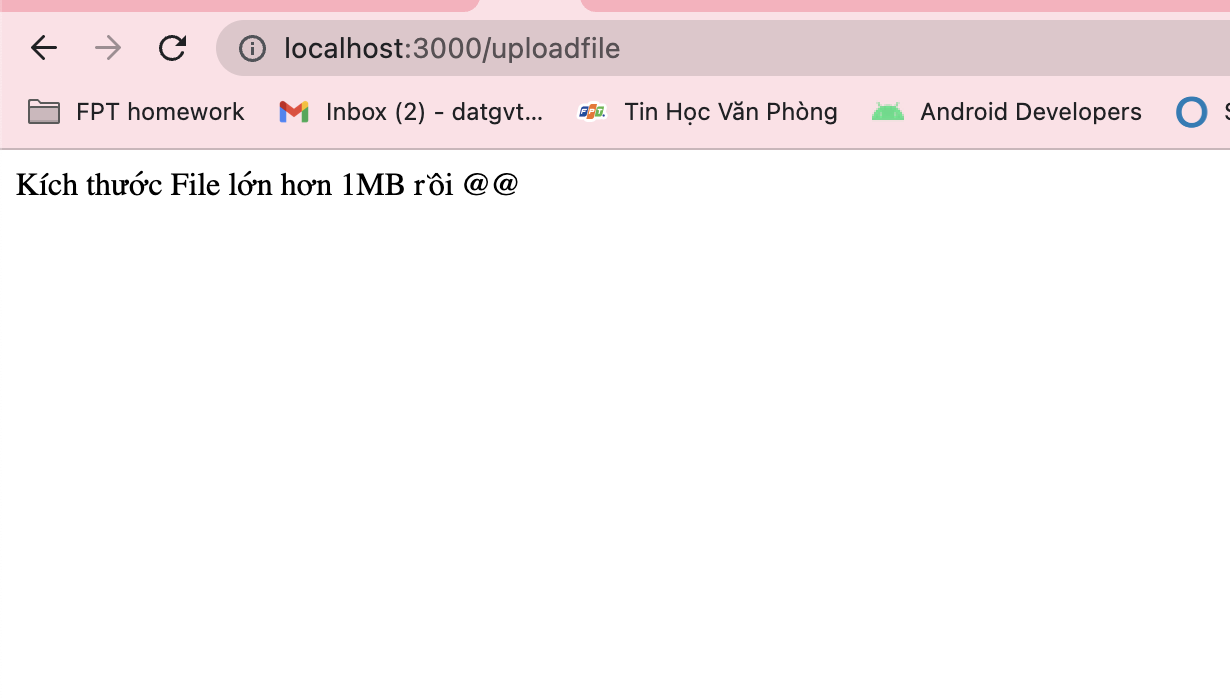 localhost:3000/uploadfile
FPT homework Inbox (2) - datgvt... FPT. Tin Học Văn Phòng Android Developers
Kích thước File lớn hơn 1MB rồi @@